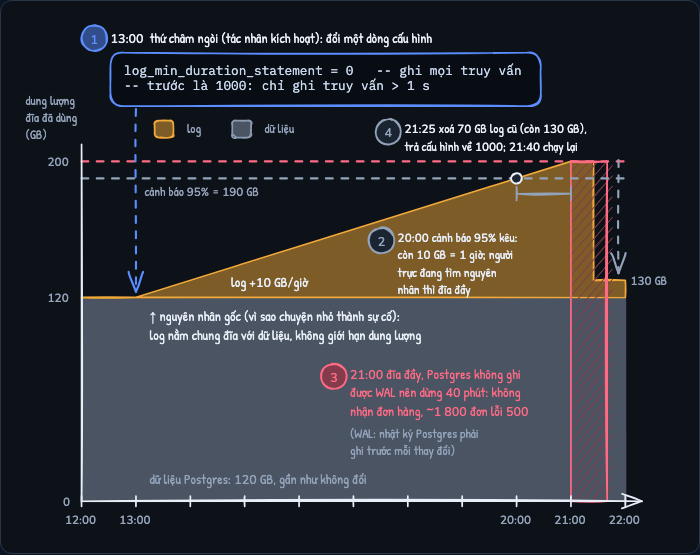 1 13:00 thứ châm ngòi (tác nhân kích hoạt): đổi một dòng cấu hình
log_min_duration_statement = 0 -- ghi mọi truy vấn
-- trước là 1000: chỉ ghi truy vấn > 1 s
dung lượng
đĩa đã dùng
(GB)
log
dữ liệu
4 21:25 xoá 70 GB log cũ (còn 130 GB),
trả cấu hình về 1000; 21:40 chạy lại
200
cảnh báo 95% = 190 GB
2 20:00 cảnh báo 95% kêu:
còn 10 GB = 1 giờ; người
trực đang tìm nguyên
nhân thì đĩa đầy
log +10 GB/giờ
130 GB
120
↑ nguyên nhân gốc (vì sao chuyện nhỏ thành sự cố):
log nằm chung đĩa với dữ liệu, không giới hạn dung lượng
3 21:00 đĩa đầy, Postgres không ghi
được WAL nên dừng 40 phút: không
nhận đơn hàng, ~1 800 đơn lỗi 500
(WAL: nhật ký Postgres phải
ghi trước mỗi thay đổi)
dữ liệu Postgres: 120 GB, gần như không đổi
0
12:00 13:00 20:00 21:00 22:00